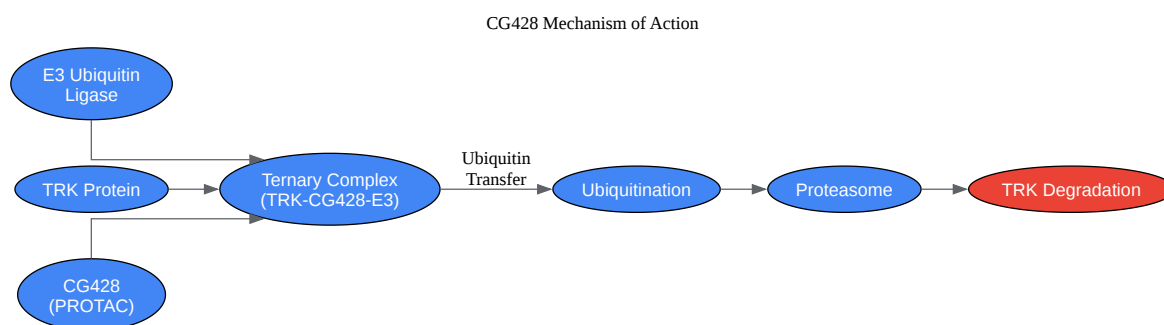 CG428 Mechanism of Action
E3 Ubiquitin
Ligase
TRK Protein
CG428
(PROTAC)
Ternary Complex
(TRK-CG428-E3)
Ubiquitin
Transfer
Ubiquitination
Proteasome
TRK Degradation